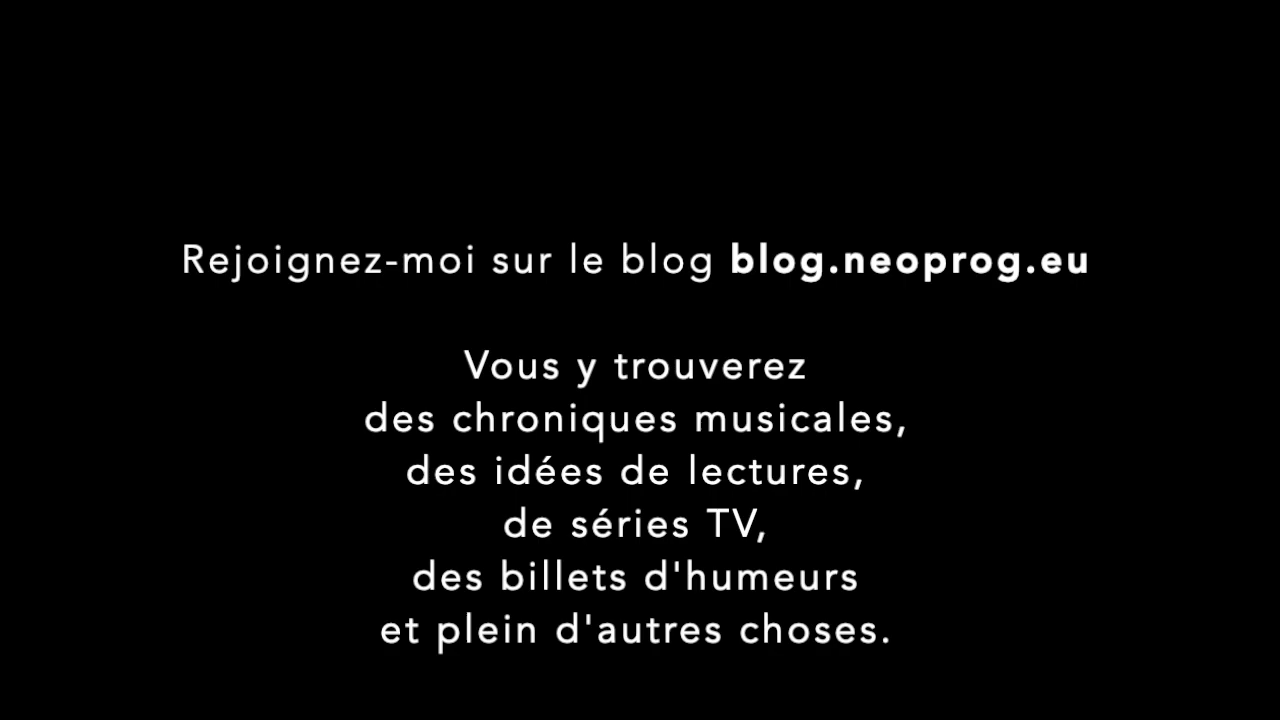 Rejoignez-moi sur le blog blog.neoprog.eu
Vous y trouverez
des chroniques musicales,
des idées de lectures,
de séries TV,
des billets d'humeurs
et plein d'autres choses.